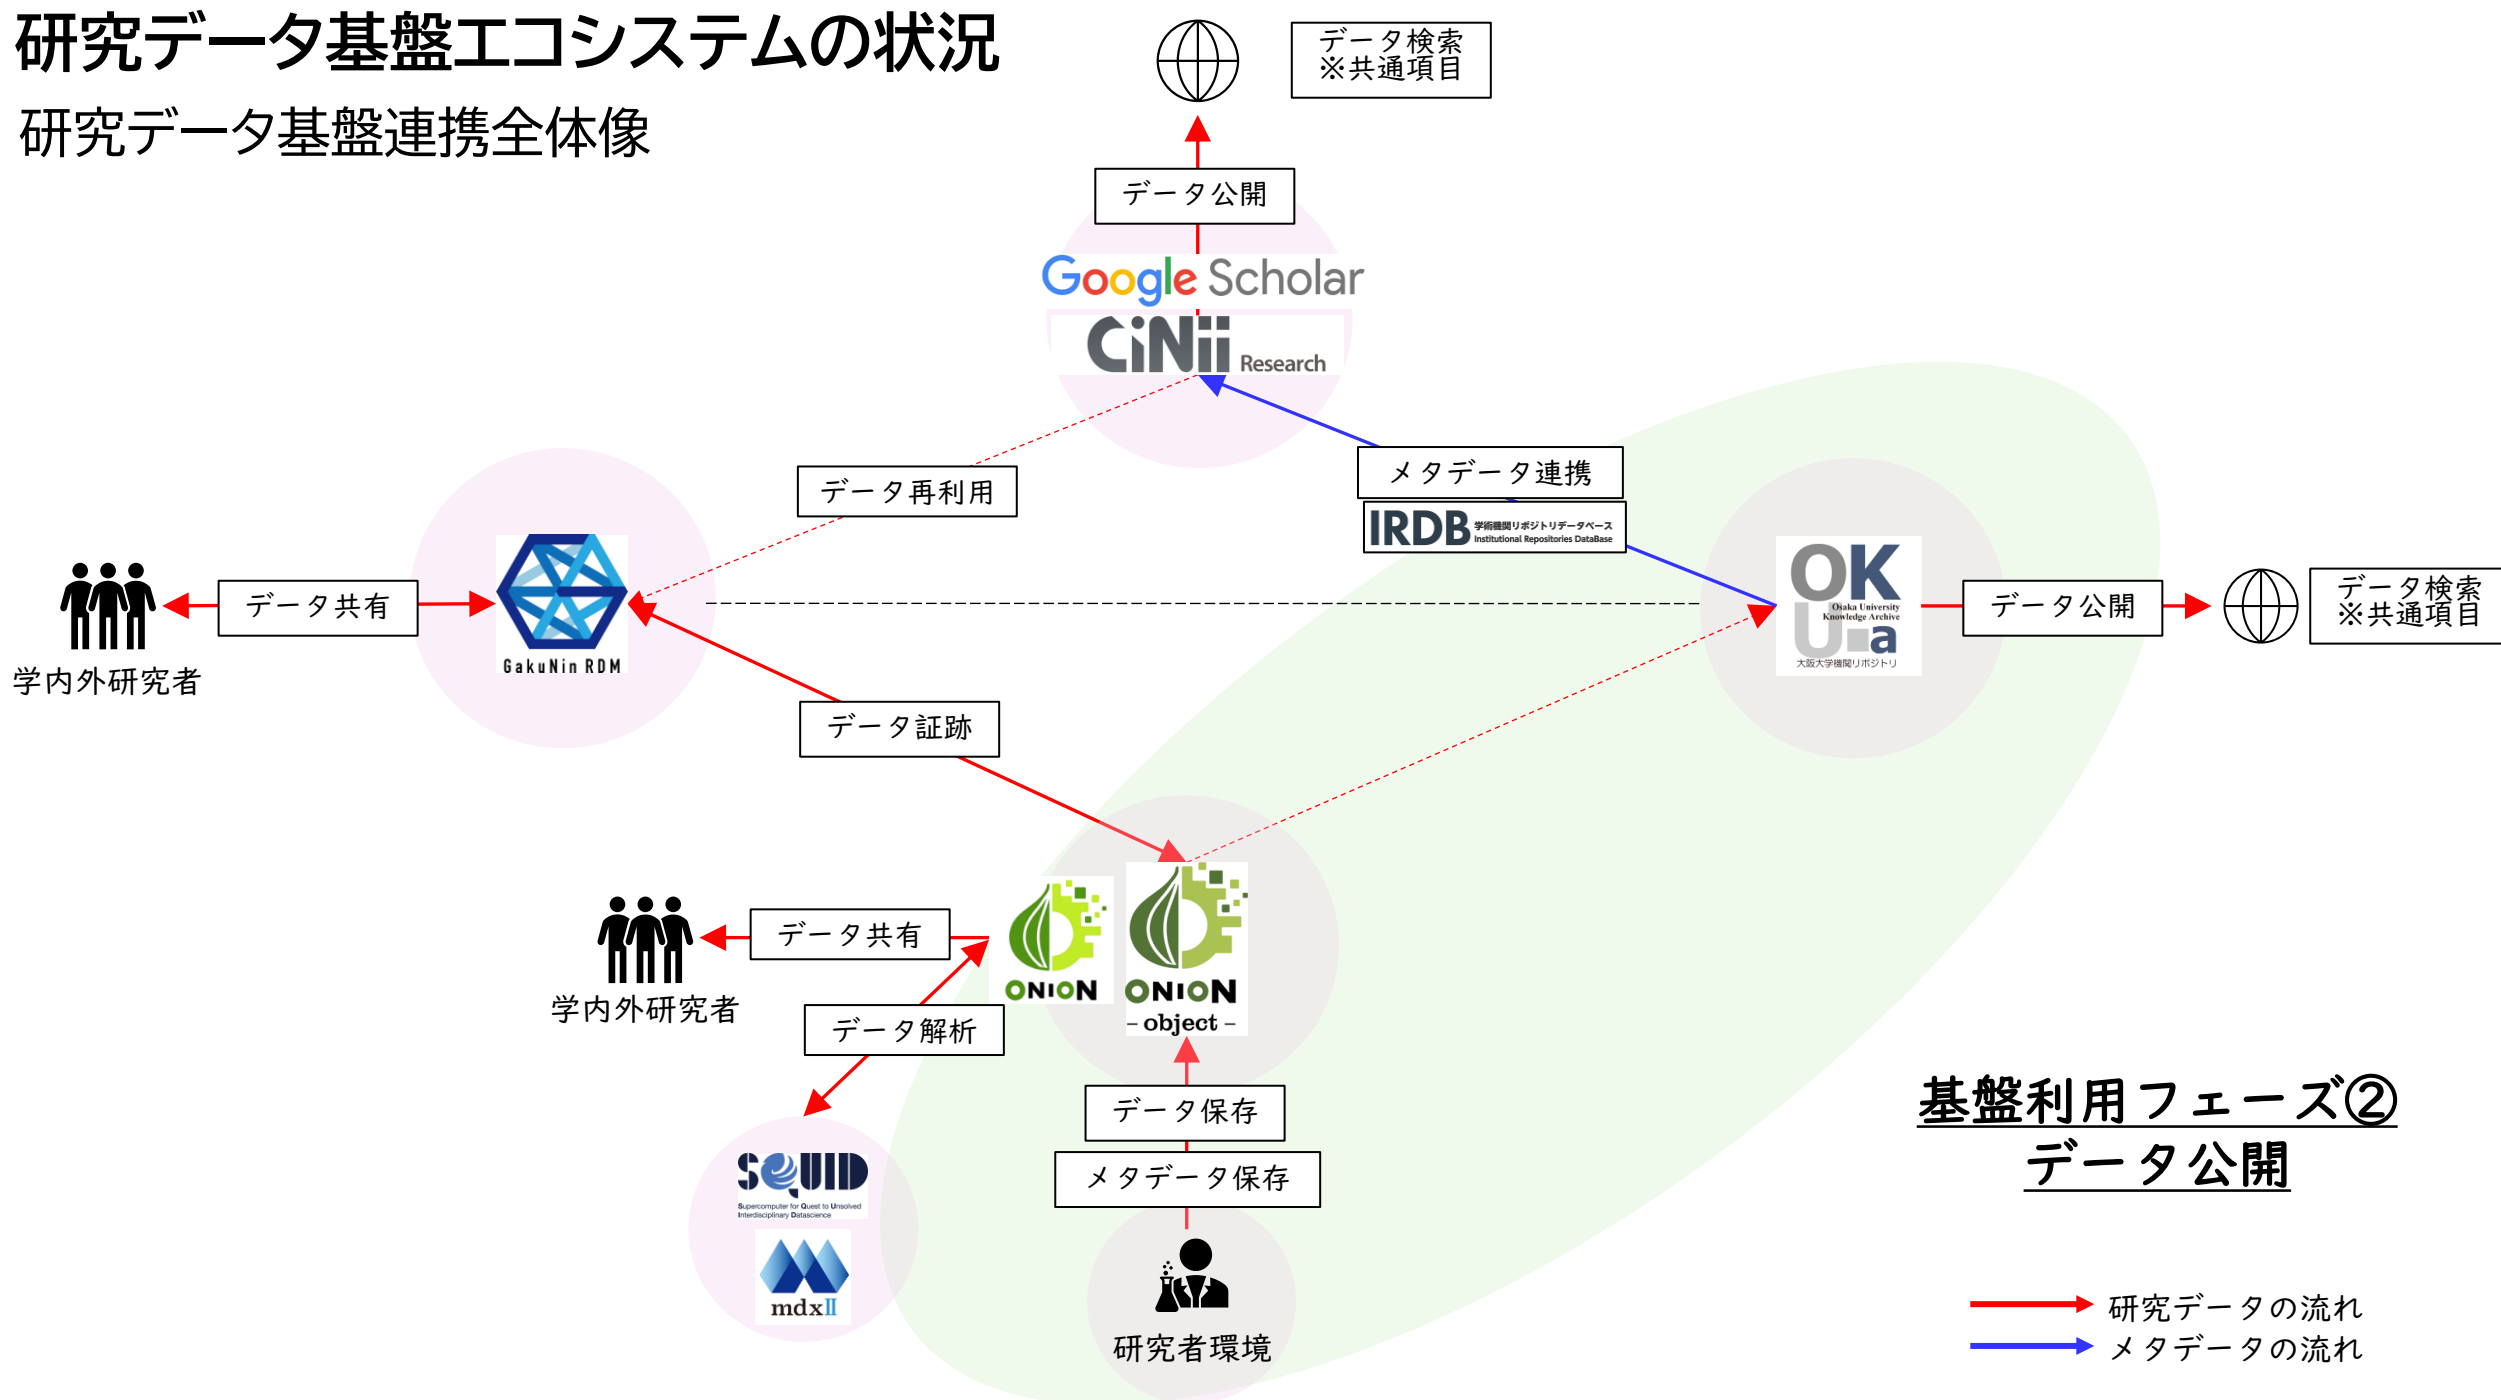 研究データ基盤エコシステムの状況
研究データ基盤連携全体像
データ検索
※共通項目
データ公開
Google Scholar
CiNii Research
データ再利用
メタデータ連携
IRDB 学術機関リポジトリデータベース
Institutional Repositories DataBase
データ共有
学内外研究者
GakuNin RDM
OUKA
Osaka University
Knowledge Archive
大阪大学機関リポジトリ
データ公開
データ検索
※共通項目
データ証跡
データ共有
学内外研究者
データ解析
ONION
ONION
- object -
データ保存
メタデータ保存
SQUID
Supercomputer for Quest to Unsolved
Interdisciplinary Datascience
mdxⅡ
研究者環境
基盤利用フェーズ②
データ公開
研究データの流れ
メタデータの流れ